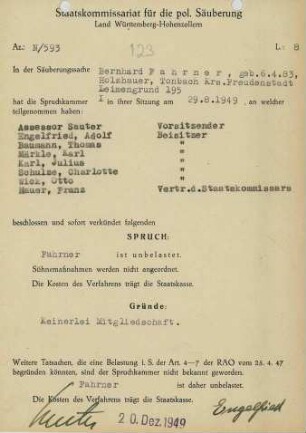 Staatskommissariat für die pol. Säuberung
Land Württemberg-Hohenzollern
Az.: N/593
123
L: 8
In der Säuberungssache Bernhard Fahrner, geb.6.4.83,
Holzhauer, Tonbach Krs.Freudenstadt
Leimengrund 195
hat die Spruchkammer I in ihrer Sitzung am 29.8.1949, an welcher
teilgenommen haben:
Assessor Sauter Vorsitzender
Engelfried, Adolf Beisitzer
Baumann, Thomas "
Märkle, Karl "
Karl, Julius "
Schulze, Charlotte "
Wick, Otto "
Hauer, Franz Vertr.d.Staatskommissars
beschlossen und sofort verkündet folgenden
SPRUCH:
Fahrner ist unbelastet.
Sühnemaßnahmen werden nicht angeordnet.
Die Kosten des Verfahrens trägt die Staatskasse.
Gründe:
Keinerlei Mitgliedschaft.
Weitere Tatsachen, die eine Belastung i. S. der Art. 4—7 der RAO vom 25. 4. 47
begründen könnten, sind der Spruchkammer nicht bekannt geworden.
Fahrner ist daher unbelastet.
Die Kosten des Verfahrens trägt die Staatskasse.
Sauter 20. Dez. 1949 Engelfried